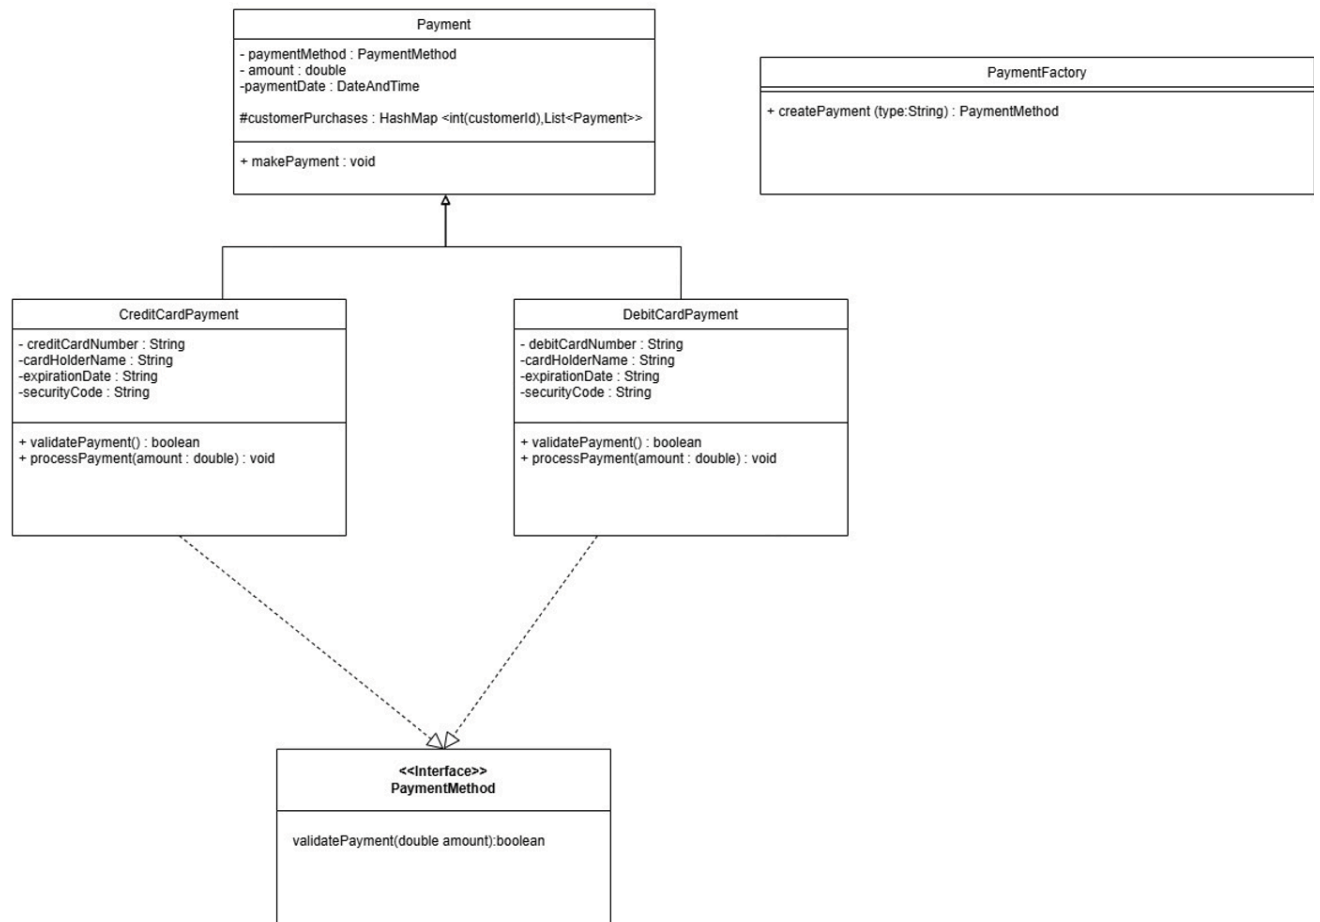 Payment
- paymentMethod : PaymentMethod
- amount : double
-paymentDate : DateAndTime
#customerPurchases : HashMap <int(customerId),List<Payment>>
+ makePayment : void
PaymentFactory
+ createPayment (type:String) : PaymentMethod
CreditCardPayment
- creditCardNumber : String
-cardHolderName : String
-expirationDate : String
-securityCode : String
+ validatePayment() : boolean
+ processPayment(amount : double) : void
DebitCardPayment
- debitCardNumber : String
-cardHolderName : String
-expirationDate : String
-securityCode : String
+ validatePayment() : boolean
+ processPayment(amount : double) : void
<<Interface>>
PaymentMethod
validatePayment(double amount):boolean